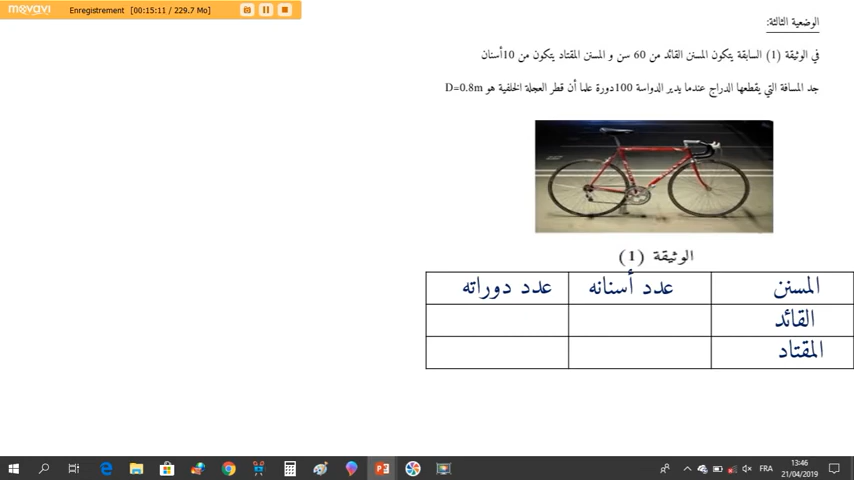 movavi
Enregistrement [00:15:11 / 229.7 Mo]
الوضعية الثالثة:
في الوثيقة (1) السابقة يتكون المسنن القائد من 60 سن و المسنن المقتاد يتكون من 10أسنان
جد المسافة التي يقطعها الدراج عندما يدير الدواسة 100دورة علما أن قطر العجلة الخلفية هو D=0.8m
الوثيقة (1)
المسنن عدد أسنانه عدد دوراته
القائد
المقتاد
FRA
13:46
21/04/2019